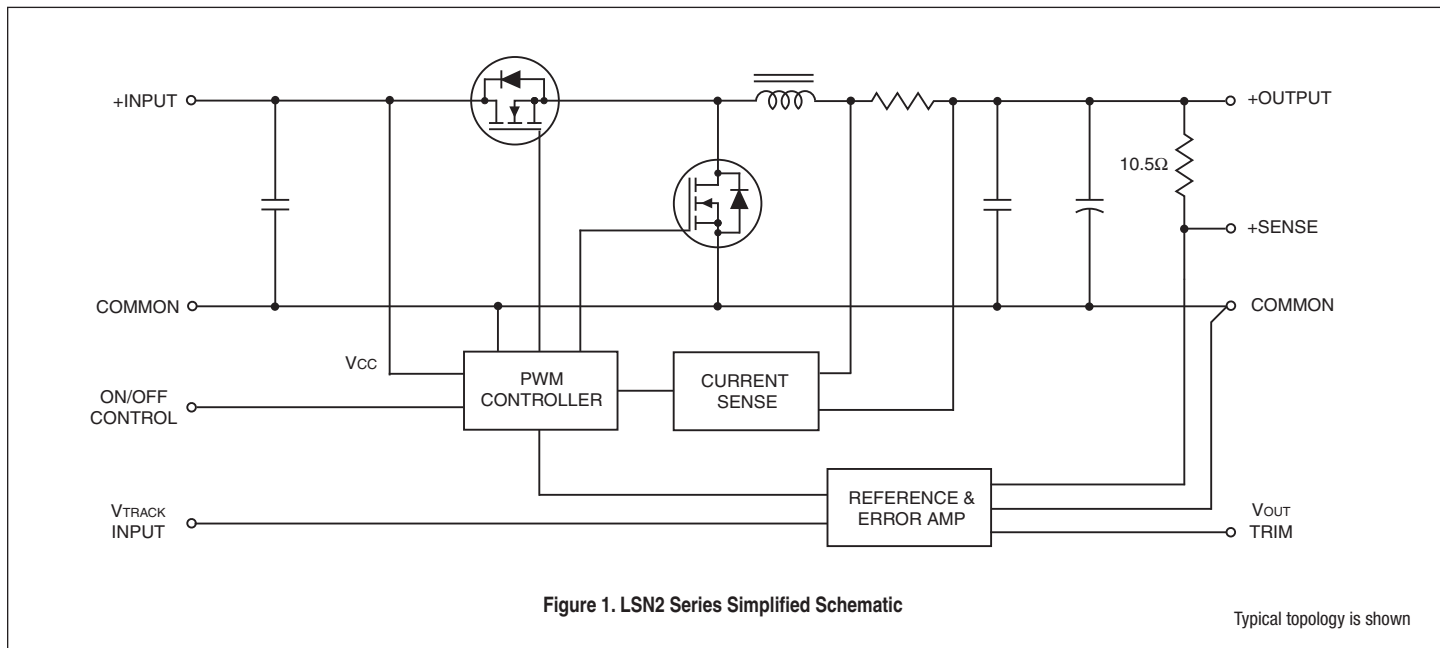 +INPUT
+OUTPUT
10.5Ω
+SENSE
COMMON
COMMON
VCC
PWM
CONTROLLER
CURRENT
SENSE
ON/OFF
CONTROL
REFERENCE &
ERROR AMP
VTRACK
INPUT
VOUT
TRIM
Figure 1. LSN2 Series Simplified Schematic
Typical topology is shown